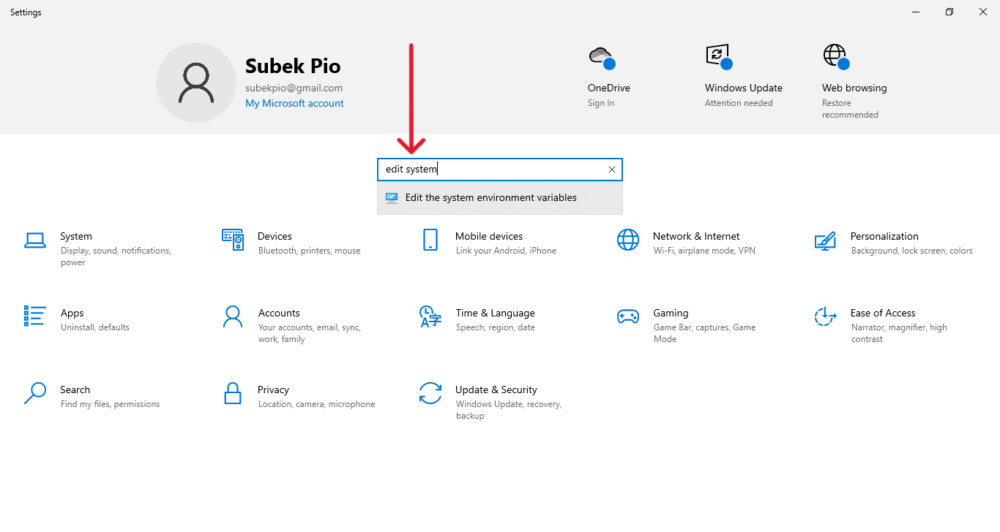 Settings
Subek Pio
subekpio@gmail.com
My Microsoft account
OneDrive
Sign In
Windows Update
Attention needed
Web browsing
Restore
recommended
edit system
Edit the system environment variables
System
Display, sound, notifications,
power
Devices
Bluetooth, printers, mouse
Mobile devices
Link your Android, iPhone
Network & Internet
Wi-Fi, airplane mode, VPN
Personalization
Background, lock screen, colors
Apps
Uninstall, defaults
Accounts
Your accounts, email, sync,
work, family
Time & Language
Speech, region, date
Gaming
Game Bar, captures, Game
Mode
Ease of Access
Narrator, magnifier, high
contrast
Search
Find my files, permissions
Privacy
Location, camera, microphone
Update & Security
Windows Update, recovery,
backup